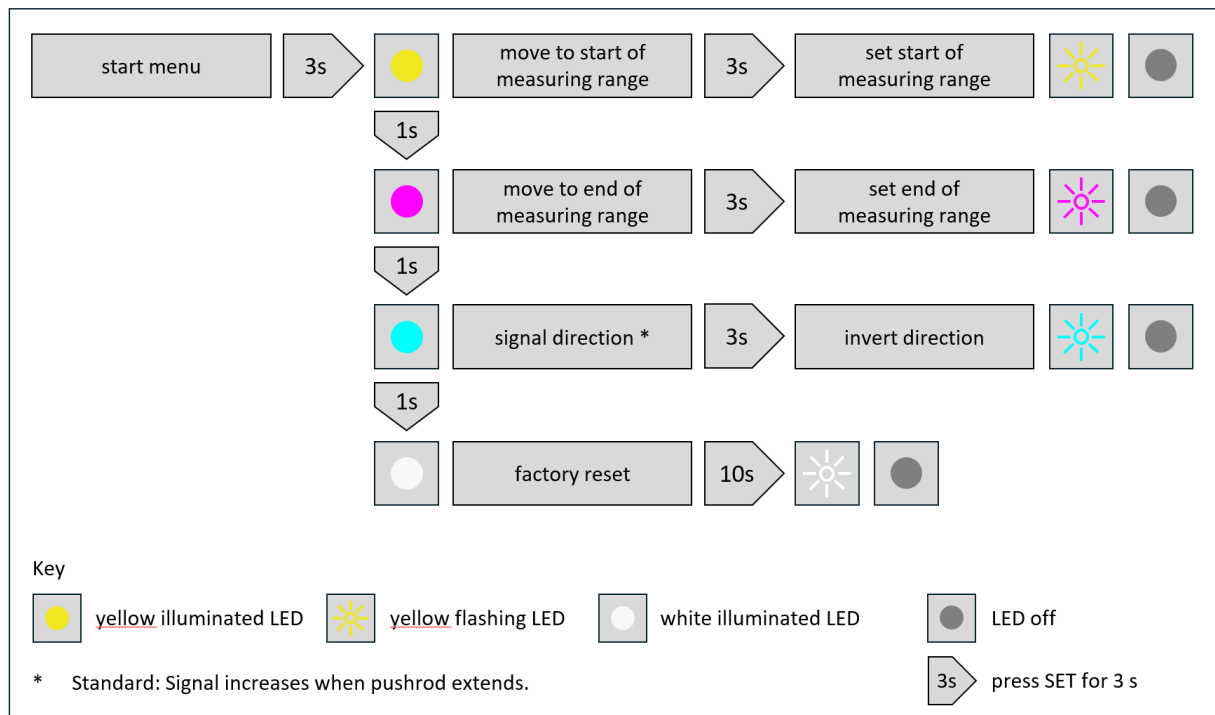 start menu
3s
move to start of
measuring range
3s
set start of
measuring range
1s
move to end of
measuring range
3s
set end of
measuring range
1s
signal direction *
3s
invert direction
1s
factory reset
10s
Key
yellow illuminated LED
yellow flashing LED
white illuminated LED
LED off
* Standard: Signal increases when pushrod extends.
3s
press SET for 3 s